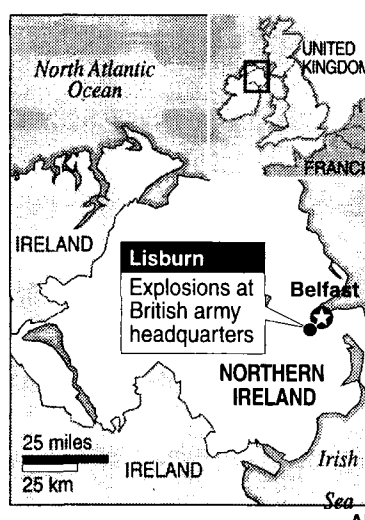 North Atlantic
Ocean
UNITED
KINGDOM
FRANCE
IRELAND
Lisburn
Explosions at
British army
headquarters
Belfast
NORTHERN
IRELAND
25 miles
25 km
IRELAND
Irish
Sea